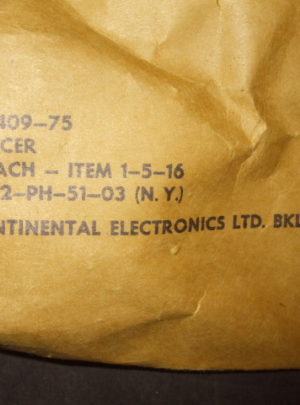 409–75
CER
ACH – ITEM 1–5–16
2–PH–51–03 (N. Y.)
NTINENTAL ELECTRONICS LTD. BKL